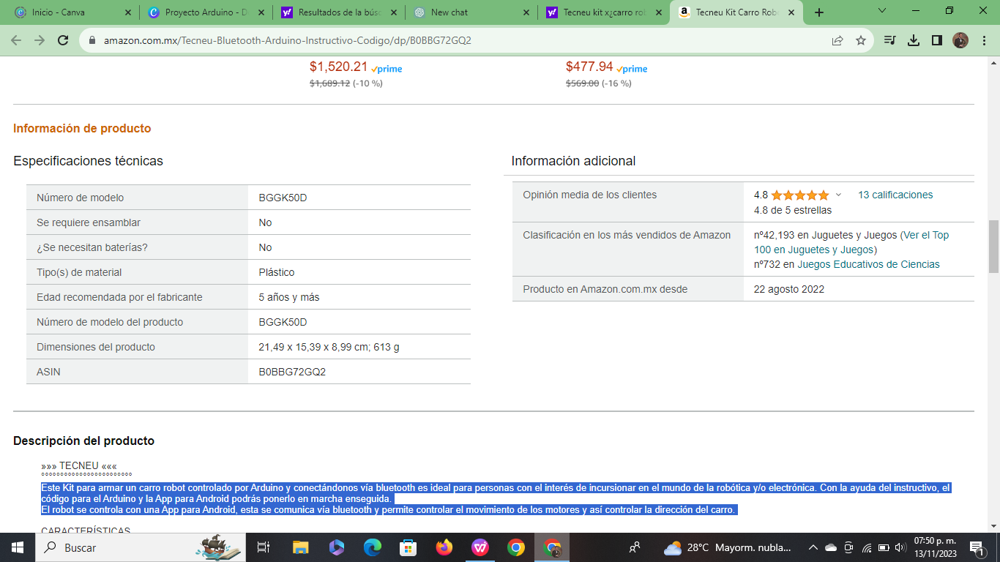 Inicio - Canva
Proyecto Arduino - D
Resultados de la búse
New chat
Tecneu kit x¿carro rob
Tecneu Kit Carro Rob
amazon.com.mx/Tecneu-Bluetooth-Arduino-Instructivo-Codigo/dp/B0BBG72GQ2
$1,520.21 prime
$1,689.12 (-10 %)
$477.94 prime
$569.00 (-16 %)
Información de producto
Especificaciones técnicas
Número de modelo BGGK50D
Se requiere ensamblar No
¿Se necesitan baterías? No
Tipo(s) de material Plástico
Edad recomendada por el fabricante 5 años y más
Número de modelo del producto BGGK50D
Dimensiones del producto 21,49 x 15,39 x 8,99 cm; 613 g
ASIN B0BBG72GQ2
Información adicional
Opinión media de los clientes 4.8 13 calificaciones
4.8 de 5 estrellas
Clasificación en los más vendidos de Amazon nº42,193 en Juguetes y Juegos (Ver el Top
100 en Juguetes y Juegos)
nº732 en Juegos Educativos de Ciencias
Producto en Amazon.com.mx desde 22 agosto 2022
Descripción del producto
»»» TECNEU «««
Este Kit para armar un carro robot controlado por Arduino y conectándonos vía bluetooth es ideal para personas con el interés de incursionar en el mundo de la robótica y/o electrónica. Con la ayuda del instructivo, el
código para el Arduino y la App para Android podrás ponerlo en marcha enseguida.
El robot se controla con una App para Android, esta se comunica vía bluetooth y permite controlar el movimiento de los motores y así controlar la dirección del carro.
CARACTERÍSTICAS
Buscar
28°C Mayorm. nubla...
07:50 p. m.
13/11/2023
1